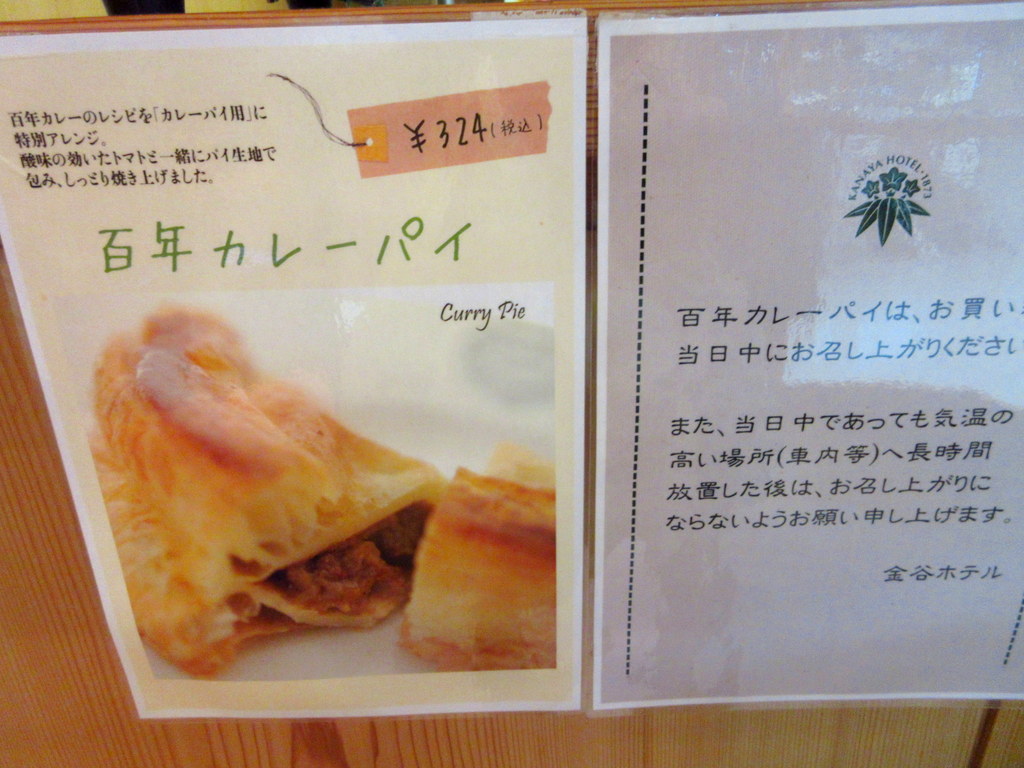 百年カレーのレシピを「カレーパイ用」に
特別アレンジ。
酸味の効いたトマトと一緒にパイ生地で
包み、しっとり焼き上げました。
¥324(税込)
百年カレーパイ
Curry Pie
KANAYA HOTEL・1873
百年カレーパイは、お買い
当日中にお召し上がりくださ
また、当日中であっても気温の
高い場所(車内等)へ長時間
放置した後は、お召し上がりに
ならないようお願い申し上げます。
金谷ホテル